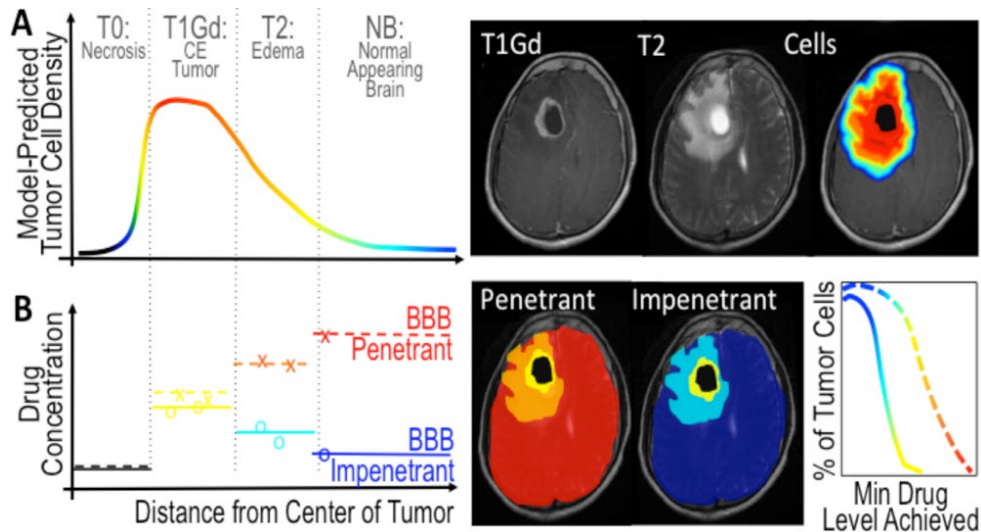 A
T0:
Necrosis
T1Gd:
CE
Tumor
T2:
Edema
NB:
Normal
Appearing
Brain
Model-Predicted
Tumor Cell Density
T1Gd
T2
Cells
B
Drug
Concentration
x
x
x
x
x
o
o
o
o
o
BBB
Penetrant
BBB
Impenetrant
Distance from Center of Tumor
Penetrant
Impenetrant
% of Tumor Cells
Min Drug
Level Achieved